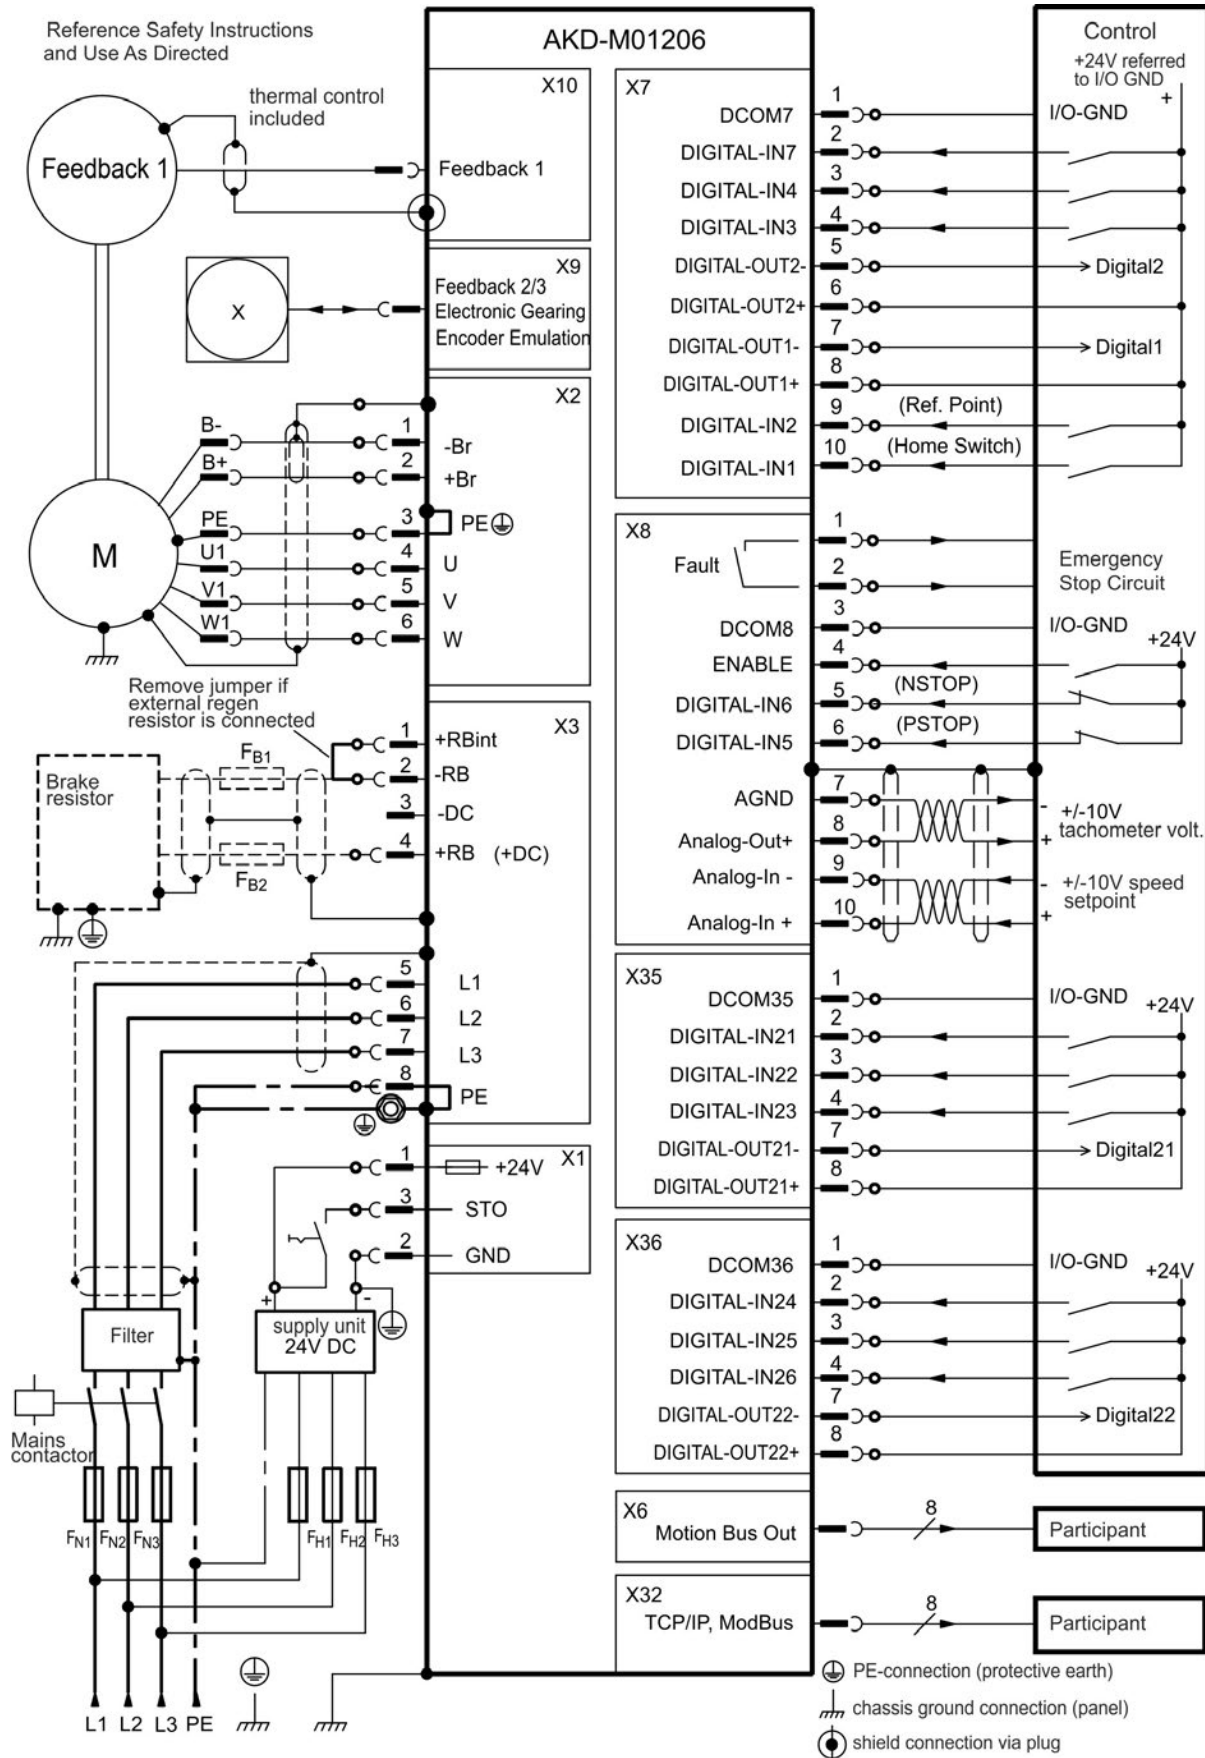 Reference Safety Instructions
and Use As Directed
AKD-M01206
Control
+24V referred
to I/O GND
+
thermal control
included
Feedback 1
X10
Feedback 1
X9
Feedback 2/3
Electronic Gearing
Encoder Emulation
X
X2
B-
1
-Br
B+
2
+Br
PE
3
PE
U1
4
U
V1
5
V
W1
6
W
M
Remove jumper if
external regen
resistor is connected
X3
1
+RBint
2
-RB
3
-DC
4
+RB (+DC)
Brake
resistor
FB1
FB2
5
L1
6
L2
7
L3
8
PE
X1
1
+24V
3
STO
2
GND
+
-
supply unit
24V DC
Filter
Mains
contactor
FN1
FN2
FN3
FH1
FH2
FH3
L1
L2
L3
PE
X7
DCOM7
1
I/O-GND
DIGITAL-IN7
2
DIGITAL-IN4
3
DIGITAL-IN3
4
DIGITAL-OUT2-
5
Digital2
DIGITAL-OUT2+
6
DIGITAL-OUT1-
7
Digital1
DIGITAL-OUT1+
8
DIGITAL-IN2
9
(Ref. Point)
DIGITAL-IN1
10
(Home Switch)
X8
Fault
1
2
Emergency
Stop Circuit
DCOM8
3
I/O-GND
+24V
ENABLE
4
DIGITAL-IN6
5
(NSTOP)
DIGITAL-IN5
6
(PSTOP)
AGND
7
-
Analog-Out+
8
+
+/-10V
tachometer volt.
Analog-In -
9
-
Analog-In +
10
+
+/-10V speed
setpoint
X35
DCOM35
1
I/O-GND
+24V
DIGITAL-IN21
2
DIGITAL-IN22
3
DIGITAL-IN23
4
DIGITAL-OUT21-
7
Digital21
DIGITAL-OUT21+
8
X36
DCOM36
1
I/O-GND
+24V
DIGITAL-IN24
2
DIGITAL-IN25
3
DIGITAL-IN26
4
DIGITAL-OUT22-
7
Digital22
DIGITAL-OUT22+
8
X6
Motion Bus Out
8
Participant
X32
TCP/IP, ModBus
8
Participant
PE-connection (protective earth)
chassis ground connection (panel)
shield connection via plug